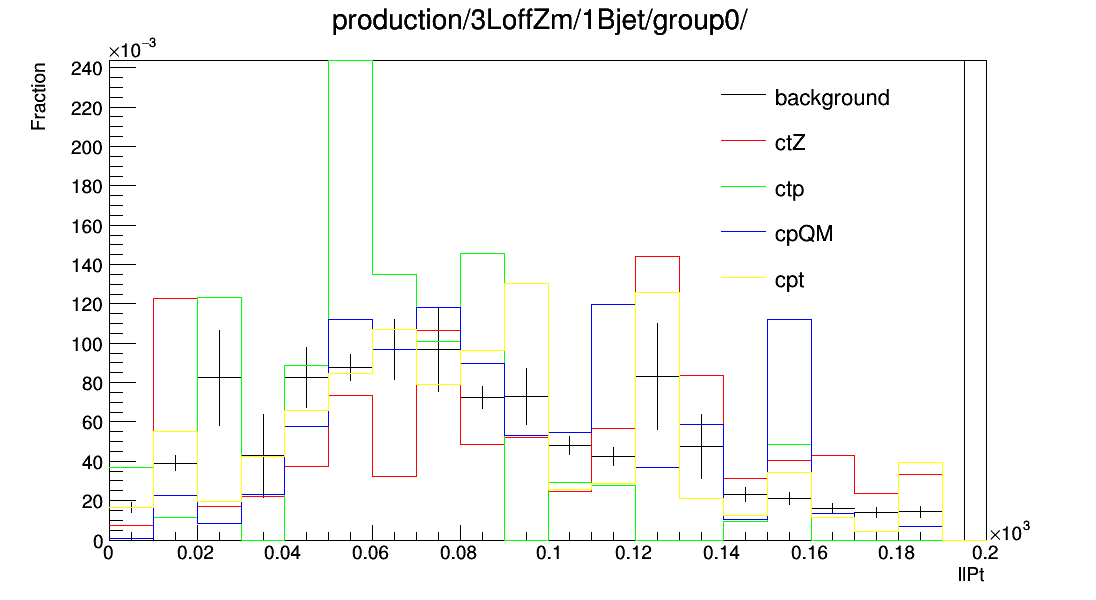 production/3LoffZm/1Bjet/group0/
×10⁻³
Fraction
240
220
200
180
160
140
120
100
80
60
40
20
0
background
ctZ
ctp
cpQM
cpt
0 0.02 0.04 0.06 0.08 0.1 0.12 0.14 0.16 0.18 0.2
×10³
llPt